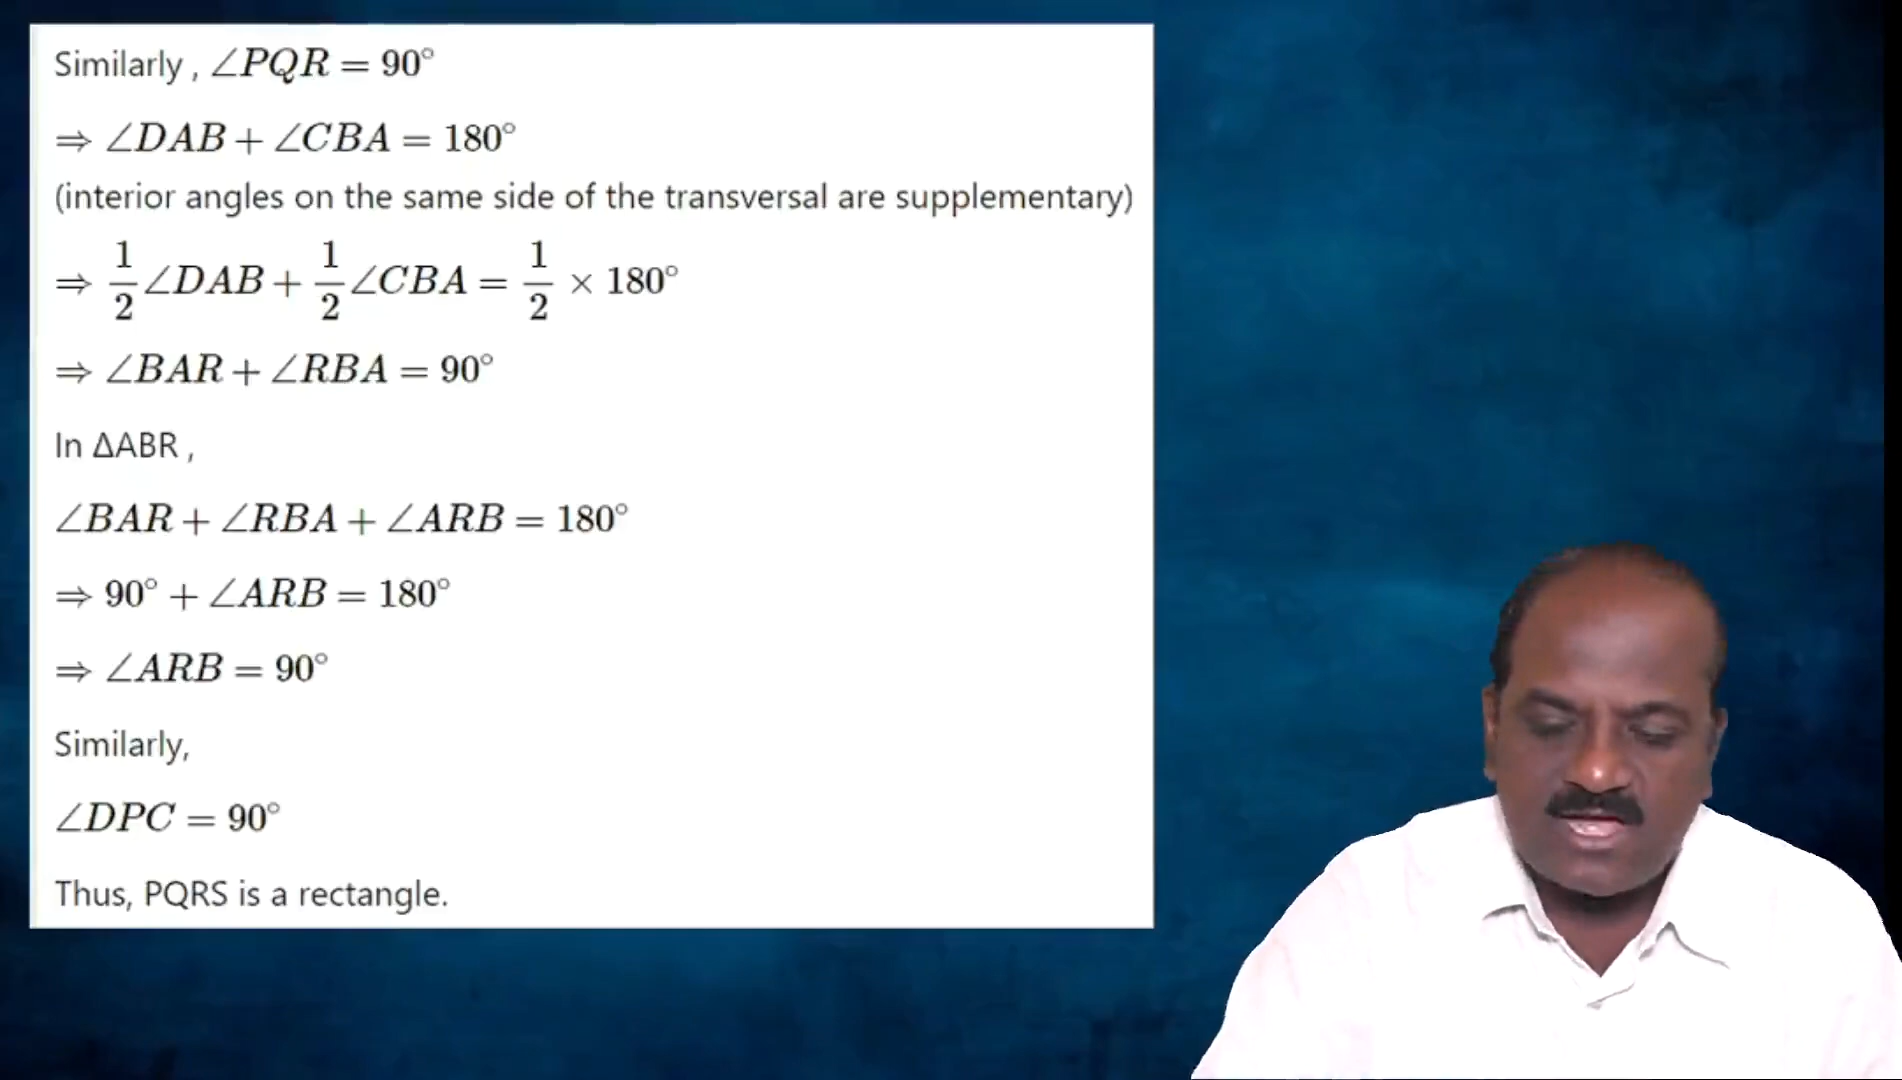 Similarly , ∠PQR = 90°
⇒ ∠DAB + ∠CBA = 180°
(interior angles on the same side of the transversal are supplementary)
⇒ 1/2 ∠DAB + 1/2 ∠CBA = 1/2 × 180°
⇒ ∠BAR + ∠RBA = 90°
In ΔABR ,
∠BAR + ∠RBA + ∠ARB = 180°
⇒ 90° + ∠ARB = 180°
⇒ ∠ARB = 90°
Similarly,
∠DPC = 90°
Thus, PQRS is a rectangle.